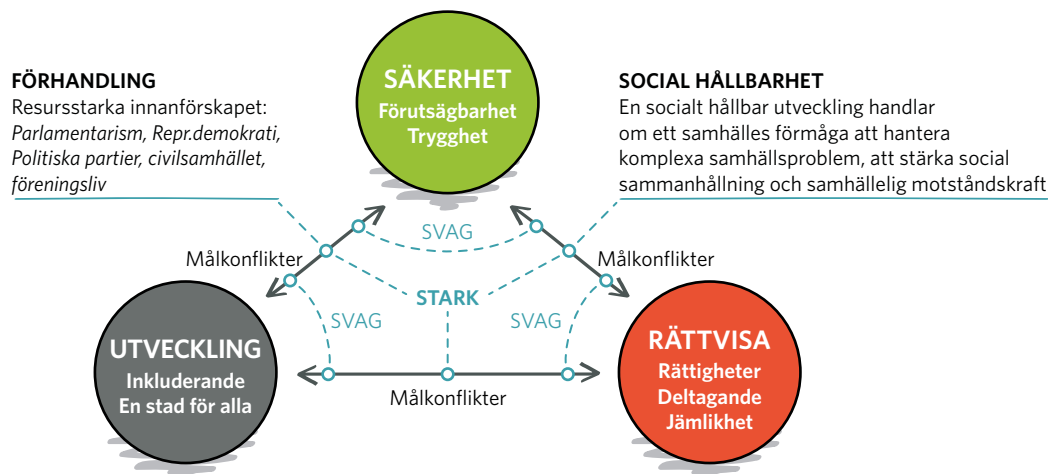 FÖRHANDLING
Resursstarka innanförskapet:
Parlamentarism, Repr.demokrati,
Politiska partier, civilsamhället,
föreningsliv
SÄKERHET
Förutsägbarhet
Trygghet
SOCIAL HÅLLBARHET
En socialt hållbar utveckling handlar
om ett samhälles förmåga att hantera
komplexa samhällsproblem, att stärka social
sammanhållning och samhällelig motståndskraft
SVAG
Målkonflikter
Målkonflikter
STARK
SVAG
SVAG
UTVECKLING
Inkluderande
En stad för alla
Målkonflikter
RÄTTVISA
Rättigheter
Deltagande
Jämlikhet